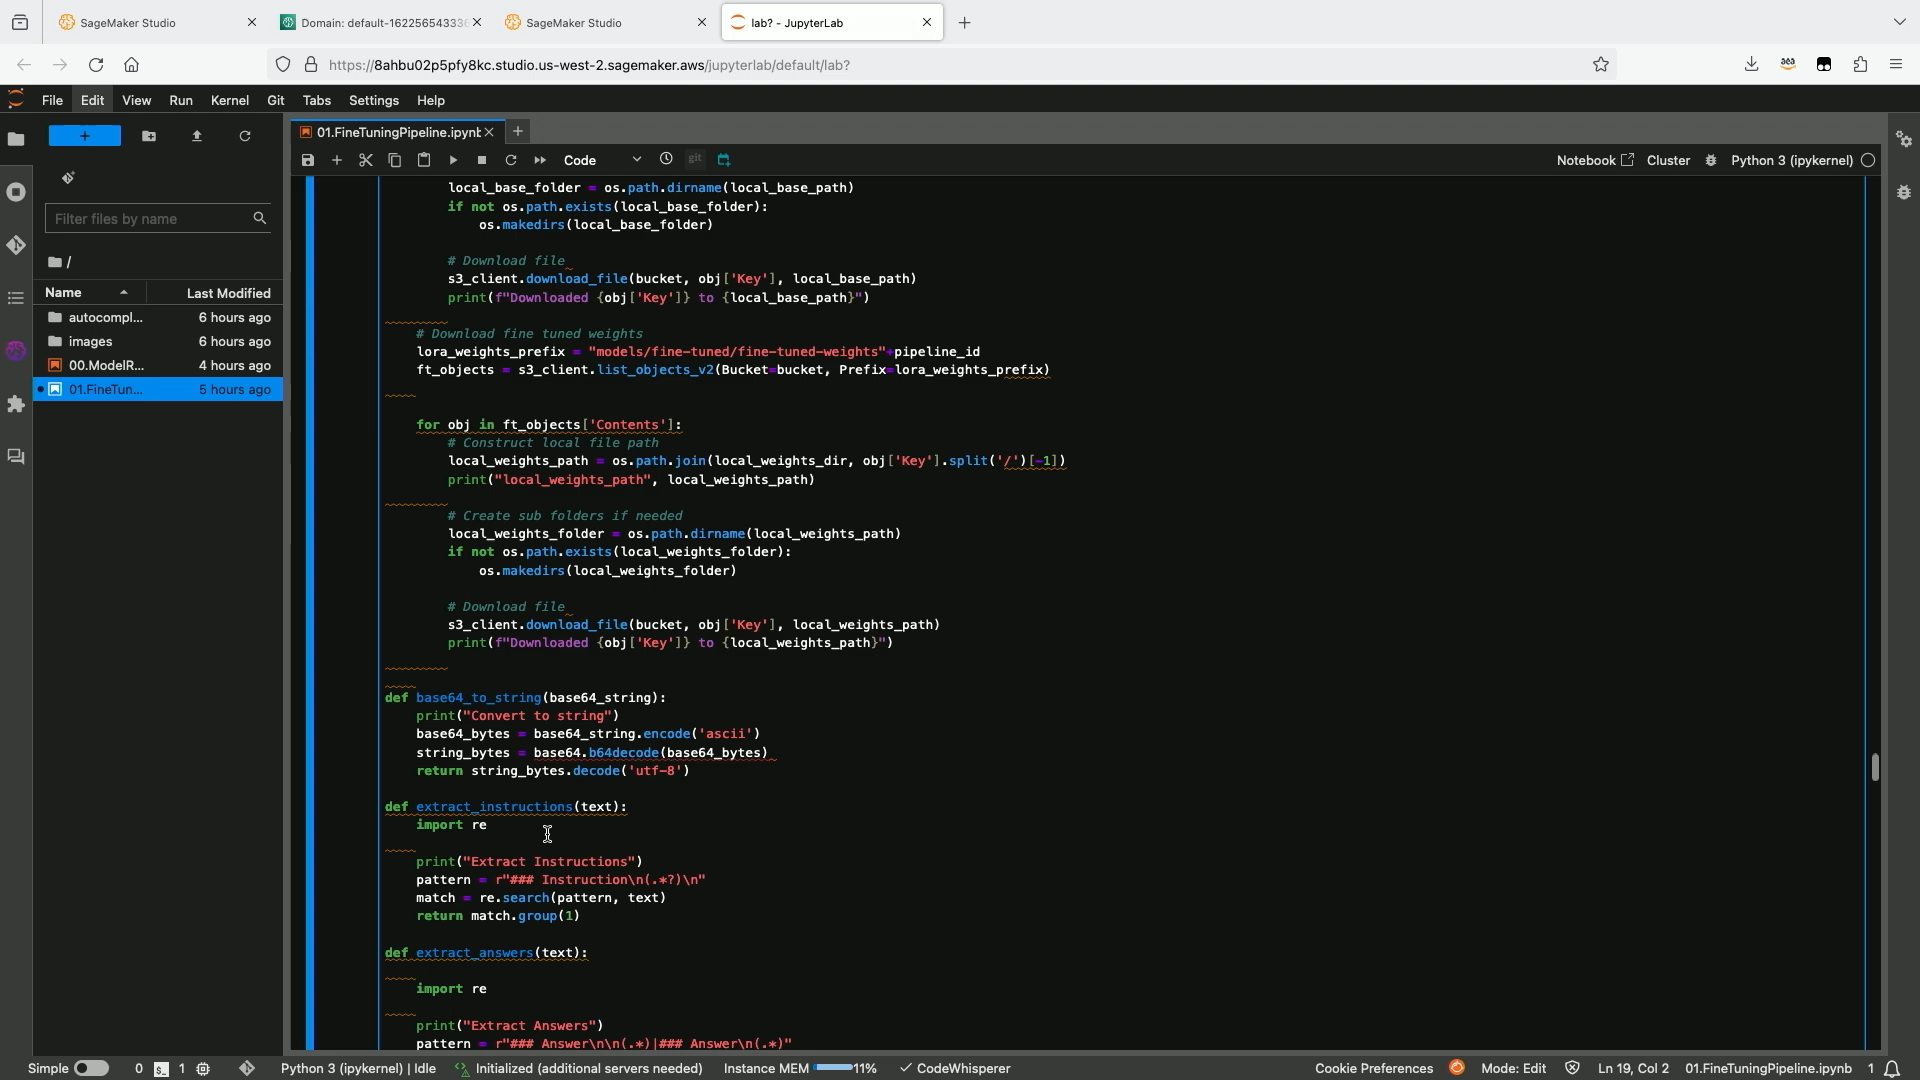 SageMaker Studio
Domain: default-16225654333
SageMaker Studio
lab? - JupyterLab
https://8ahbu02p5pfy8kc.studio.us-west-2.sagemaker.aws/jupyterlab/default/lab?
File Edit View Run Kernel Git Tabs Settings Help
01.FineTuningPipeline.ipynb
Code
git
Notebook Cluster Python 3 (ipykernel)
Filter files by name
/
Name Last Modified
autocompl... 6 hours ago
images 6 hours ago
00.ModelR... 4 hours ago
01.FineTun... 5 hours ago
local_base_folder = os.path.dirname(local_base_path)
if not os.path.exists(local_base_folder):
os.makedirs(local_base_folder)
# Download file
s3_client.download_file(bucket, obj['Key'], local_base_path)
print(f"Downloaded {obj['Key']} to {local_base_path}")
# Download fine tuned weights
lora_weights_prefix = "models/fine-tuned/fine-tuned-weights"+pipeline_id
ft_objects = s3_client.list_objects_v2(Bucket=bucket, Prefix=lora_weights_prefix)
for obj in ft_objects['Contents']:
# Construct local file path
local_weights_path = os.path.join(local_weights_dir, obj['Key'].split('/')[-1])
print("local_weights_path", local_weights_path)
# Create sub folders if needed
local_weights_folder = os.path.dirname(local_weights_path)
if not os.path.exists(local_weights_folder):
os.makedirs(local_weights_folder)
# Download file
s3_client.download_file(bucket, obj['Key'], local_weights_path)
print(f"Downloaded {obj['Key']} to {local_weights_path}")
def base64_to_string(base64_string):
print("Convert to string")
base64_bytes = base64_string.encode('ascii')
string_bytes = base64.b64decode(base64_bytes)
return string_bytes.decode('utf-8')
def extract_instructions(text):
import re
print("Extract Instructions")
pattern = r"### Instruction\n(.*?)\n"
match = re.search(pattern, text)
return match.group(1)
def extract_answers(text):
import re
print("Extract Answers")
pattern = r"### Answer\n\n(.*)|### Answer\n(.*)"
Simple 0 1 Python 3 (ipykernel) | Idle Initialized (additional servers needed) Instance MEM 11% CodeWhisperer Cookie Preferences Mode: Edit Ln 19, Col 2 01.FineTuningPipeline.ipynb 1